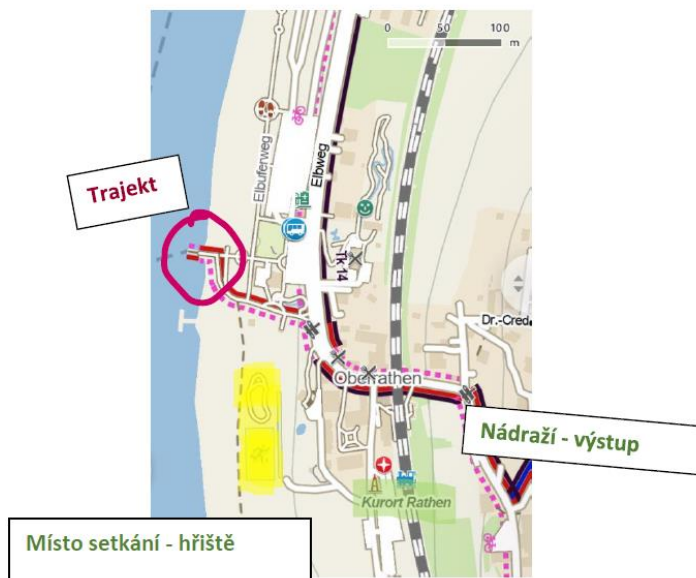 0 50 100
m
Trajekt
Elbuferweg
Elbweg
Tk 14
Dr.-Cred
Oberrathen
Nádraží - výstup
Kurort Rathen
Místo setkání - hřiště